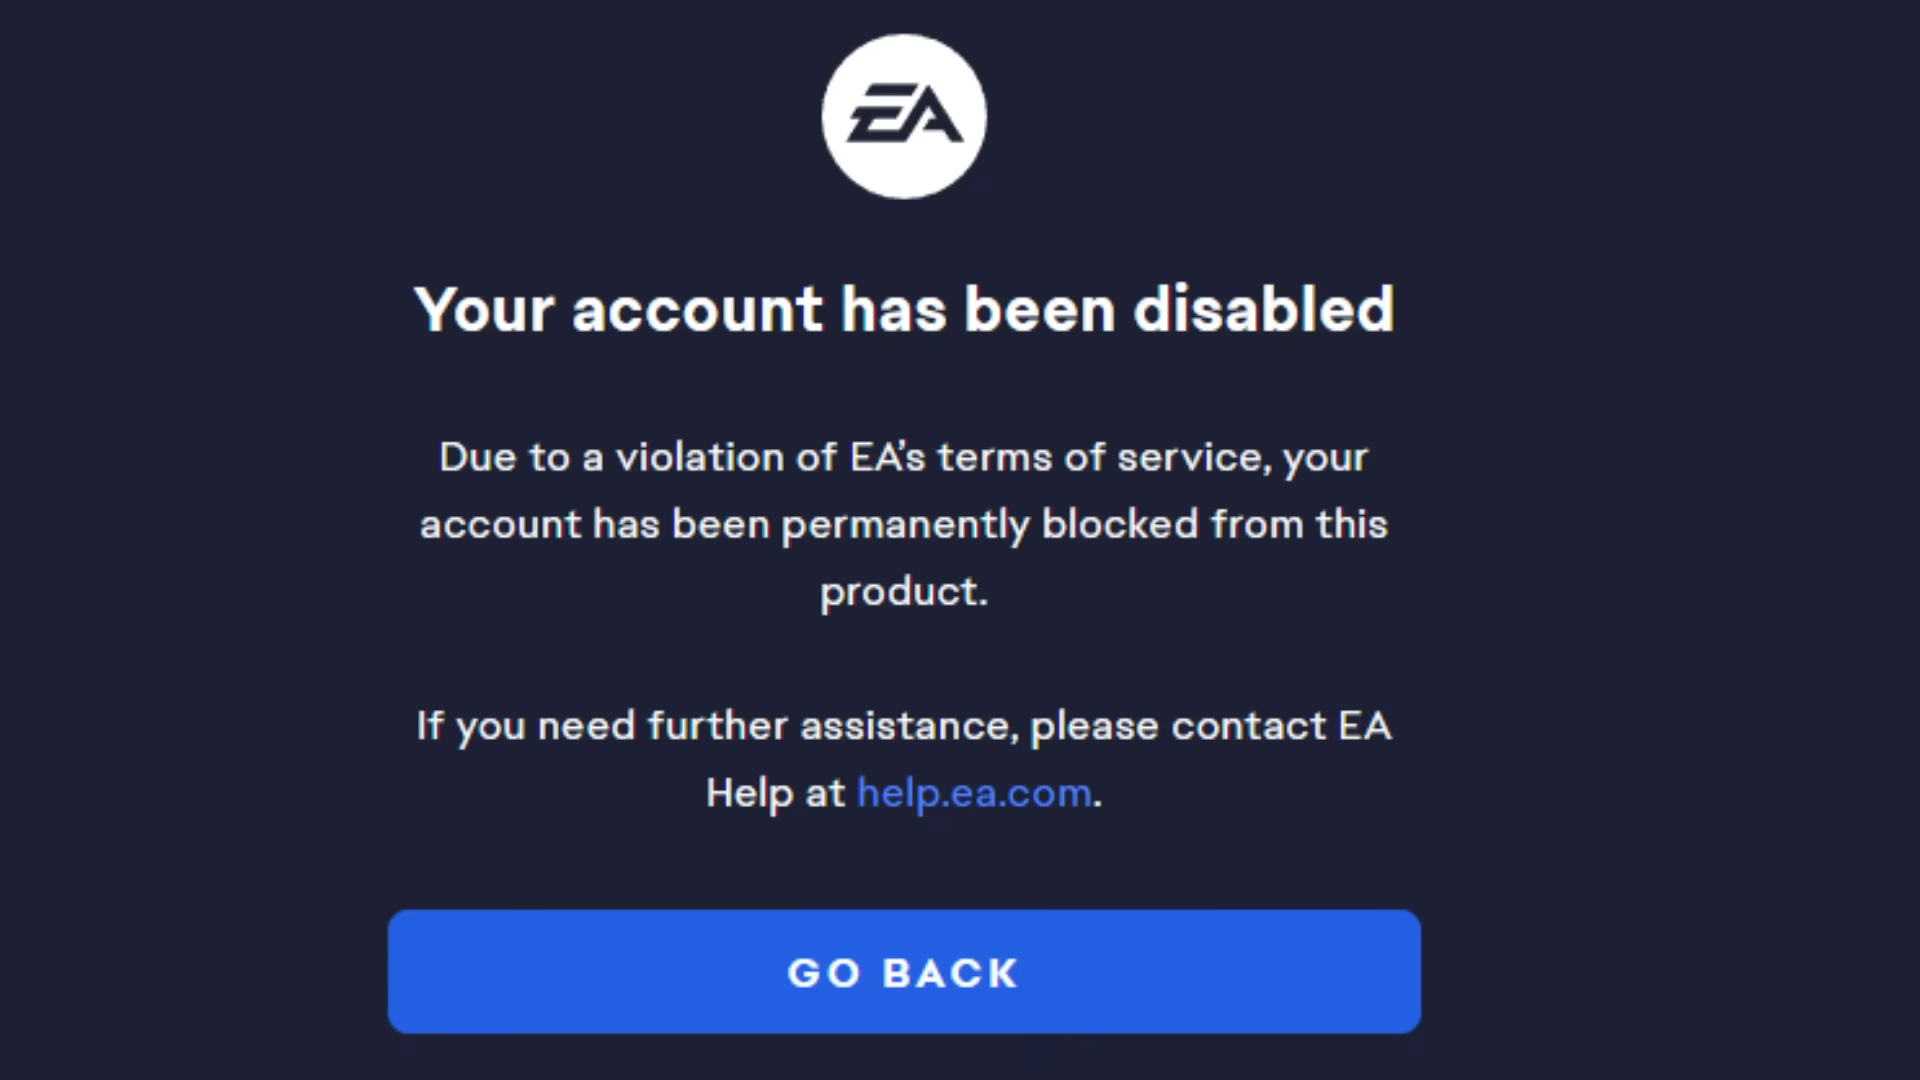 EA
Your account has been disabled
Due to a violation of EA’s terms of service, your
account has been permanently blocked from this
product.
If you need further assistance, please contact EA
Help at help.ea.com.
GO BACK